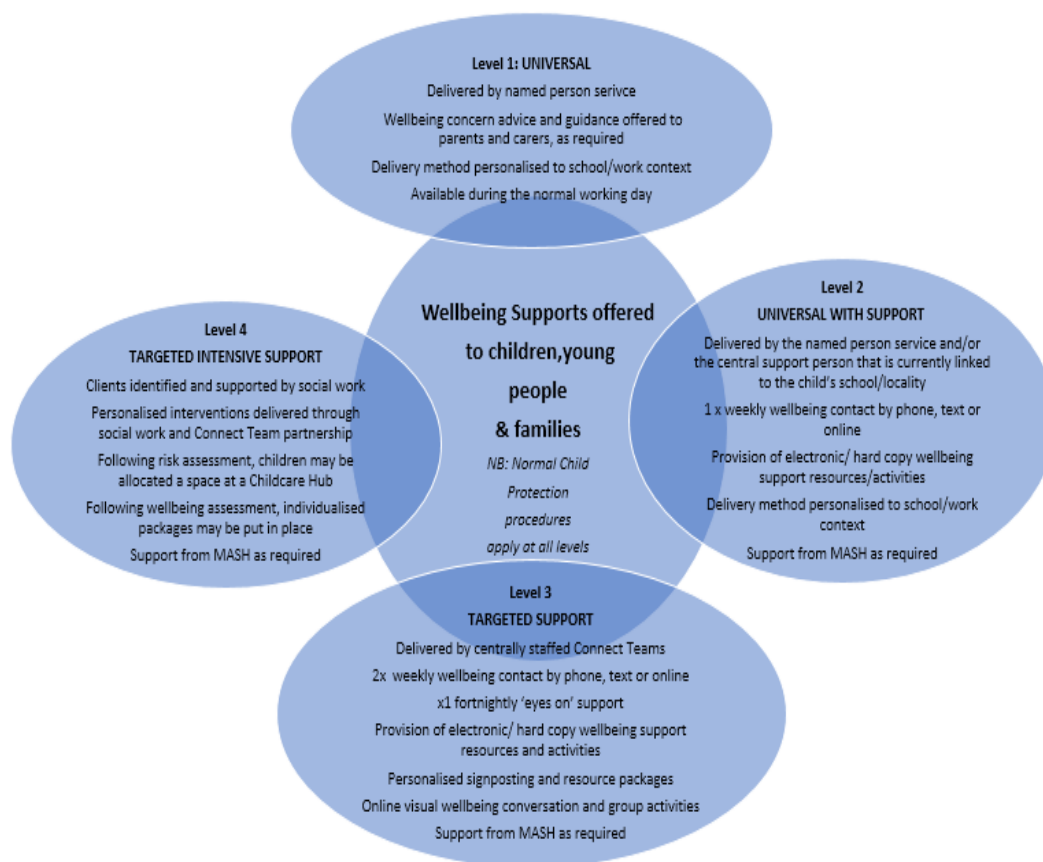 Level 1: UNIVERSAL
Delivered by named person serivce
Wellbeing concern advice and guidance offered to
parents and carers, as required
Delivery method personalised to school/work context
Available during the normal working day
Wellbeing Supports offered
to children,young
people
& families
NB: Normal Child
Protection
procedures
apply at all levels
Level 2
UNIVERSAL WITH SUPPORT
Delivered by the named person service and/or
the central support person that is currently linked
to the child's school/locality
1 x weekly wellbeing contact by phone, text or
online
Provision of electronic/ hard copy wellbeing
support resources/activities
Delivery method personalised to school/work
context
Support from MASH as required
Level 3
TARGETED SUPPORT
Delivered by centrally staffed Connect Teams
2x weekly wellbeing contact by phone, text or online
x1 fortnightly 'eyes on' support
Provision of electronic/ hard copy wellbeing support
resources and activities
Personalised signposting and resource packages
Online visual wellbeing conversation and group activities
Support from MASH as required
Level 4
TARGETED INTENSIVE SUPPORT
Clients identified and supported by social work
Personalised interventions delivered through
social work and Connect Team partnership
Following risk assessment, children may be
allocated a space at a Childcare Hub
Following wellbeing assessment, individualised
packages may be put in place
Support from MASH as required